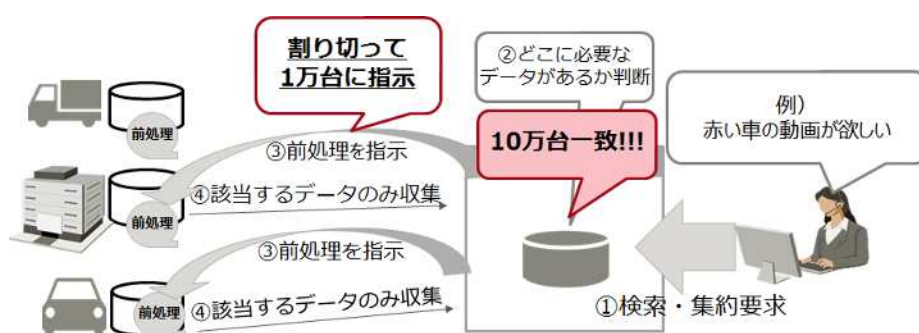 割り切って
1万台に指示
②どこに必要な
データがあるか判断
例）
赤い車の動画が欲しい
10万台一致!!!
前処理
③前処理を指示
④該当するデータのみ収集
前処理
③前処理を指示
④該当するデータのみ収集
前処理
①検索・集約要求